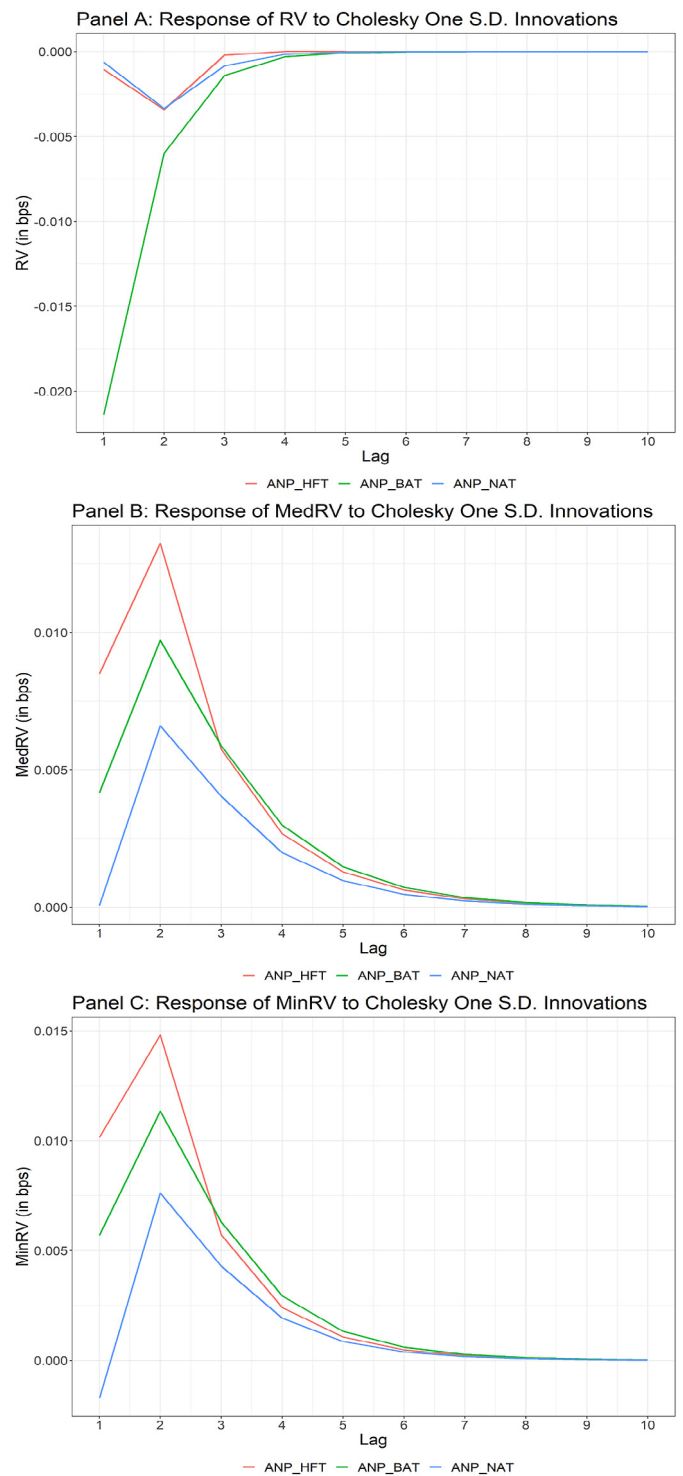 Panel A: Response of RV to Cholesky One S.D. Innovations
0.000
-0.005
-0.010
-0.015
-0.020
RV (in bps)
1 2 3 4 5 6 7 8 9 10
Lag
ANP_HFT ANP_BAT ANP_NAT
Panel B: Response of MedRV to Cholesky One S.D. Innovations
0.010
0.005
0.000
MedRV (in bps)
1 2 3 4 5 6 7 8 9 10
Lag
ANP_HFT ANP_BAT ANP_NAT
Panel C: Response of MinRV to Cholesky One S.D. Innovations
0.015
0.010
0.005
0.000
MinRV (in bps)
1 2 3 4 5 6 7 8 9 10
Lag
ANP_HFT ANP_BAT ANP_NAT